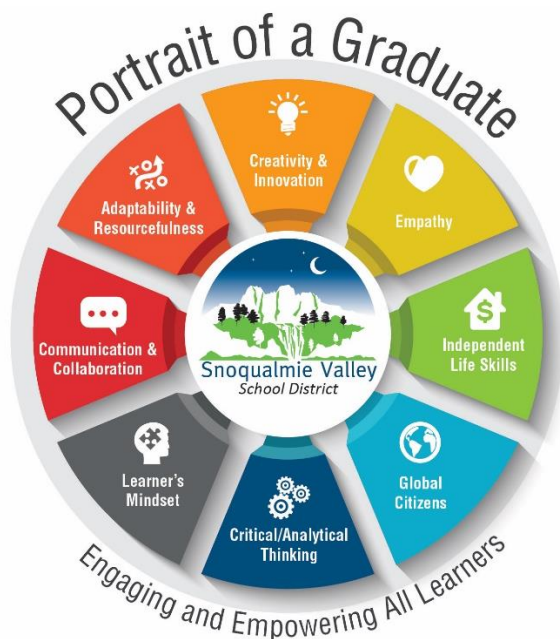 Portrait of a Graduate
Creativity &
Innovation
Empathy
Independent
Life Skills
Global
Citizens
Critical/Analytical
Thinking
Learner's
Mindset
Communication &
Collaboration
Adaptability &
Resourcefulness
Snoqualmie Valley
School District
Engaging and Empowering All Learners